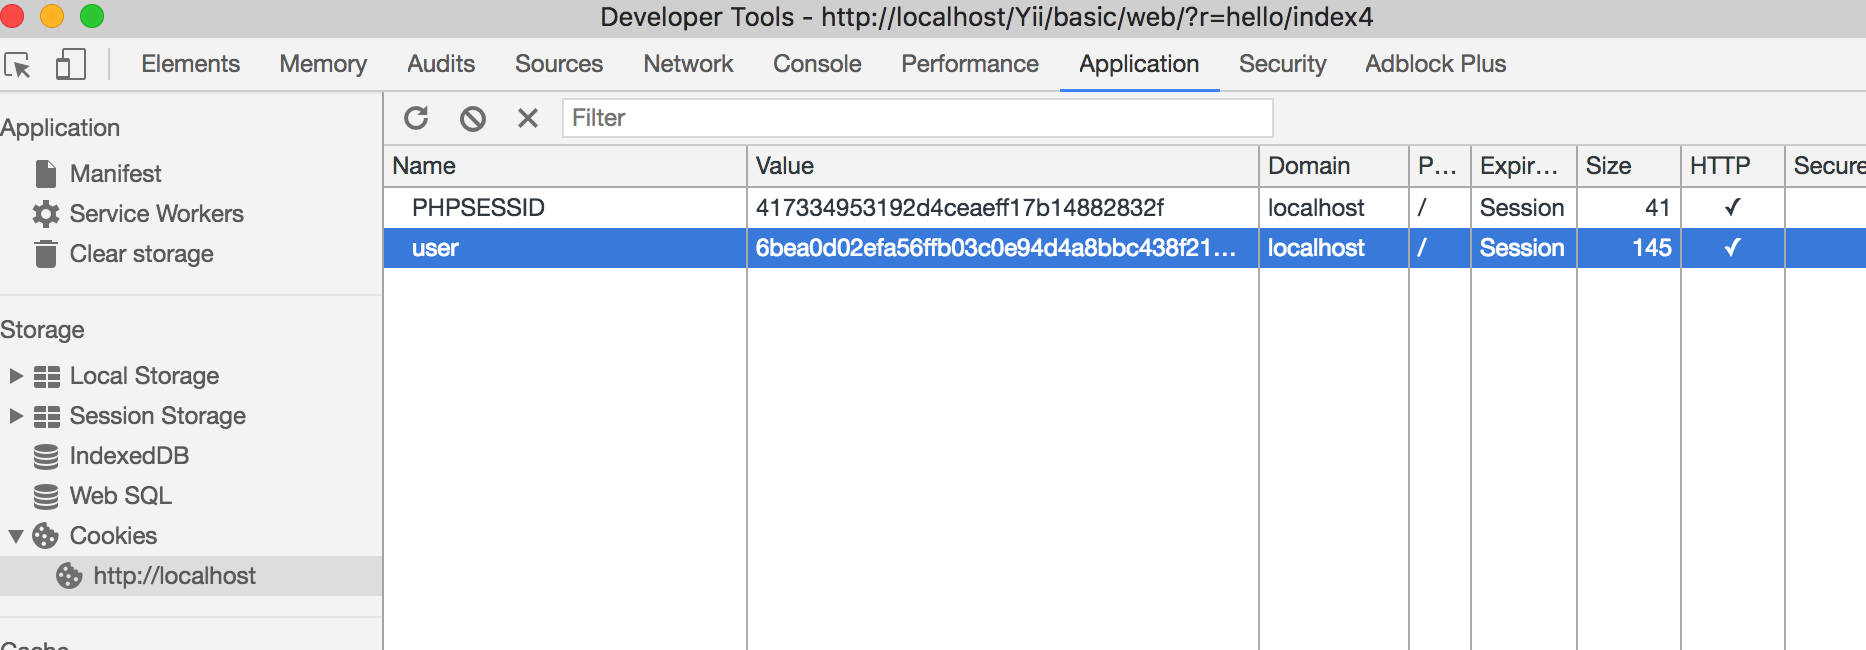 Developer Tools - http://localhost/Yii/basic/web/?r=hello/index4
Elements Memory Audits Sources Network Console Performance Application Security Adblock Plus
Application
Manifest
Service Workers
Clear storage
Storage
Local Storage
Session Storage
IndexedDB
Web SQL
Cookies
http://localhost
Cache
Filter
Name Value Domain P... Expir... Size HTTP Secure
PHPSESSID 417334953192d4ceaeff17b14882832f localhost / Session 41 ✓
user 6bea0d02efa56ffb03c0e94d4a8bbc438f21... localhost / Session 145 ✓